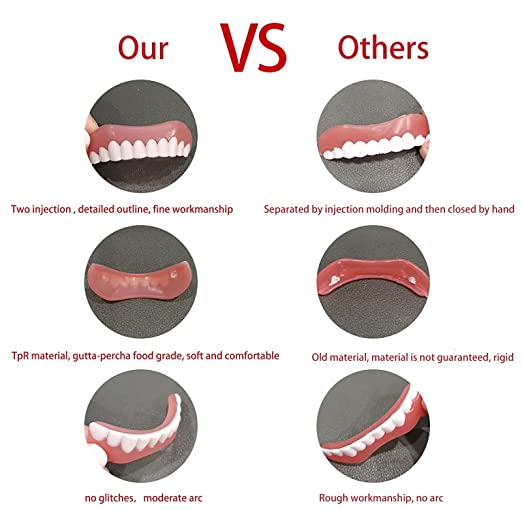 Our VS Others
Two injection , detailed outline, fine workmanship
Separated by injection molding and then closed by hand
TpR material, gutta-percha food grade, soft and comfortable
Old material, material is not guaranteed, rigid
no glitches， moderate arc
Rough workmanship, no arc